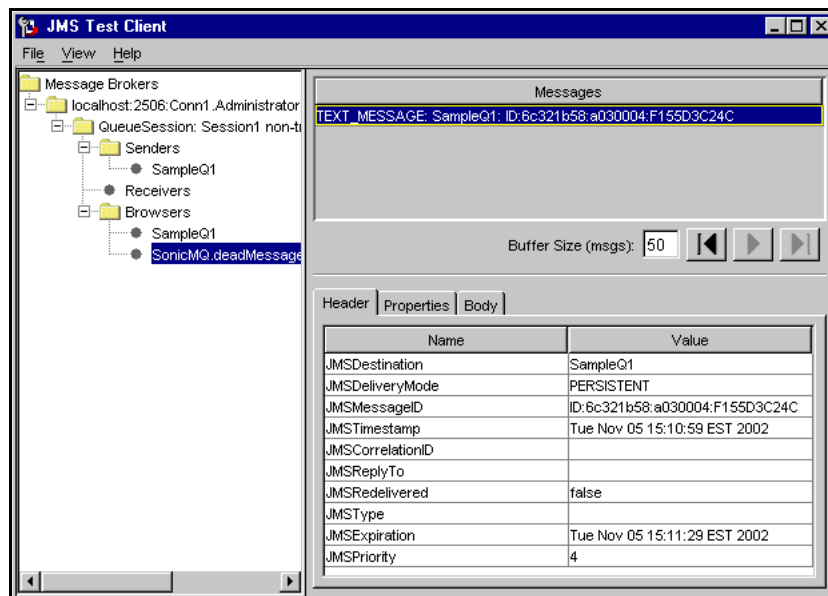 JMS Test Client
File View Help
Message Brokers
localhost:2506:Conn1.Administrator
QueueSession: Session1
Senders
SampleQ1
Receivers
Browsers
SampleQ1
SonicMQ.deadMessage
Messages
TEXT_MESSAGE: SampleQ1: ID:6c321b58:a030004:F155D3C24C
Buffer Size (msgs): 50
Header Properties Body
Name Value
JMSDestination SampleQ1
JMSDeliveryMode PERSISTENT
JMSMessageID ID:6c321b58:a030004:F155D3C24C
JMSTimestamp Tue Nov 05 15:10:59 EST 2002
JMSCorrelationID
JMSReplyTo
JMSRedelivered false
JMSType
JMSExpiration Tue Nov 05 15:11:29 EST 2002
JMSPriority 4